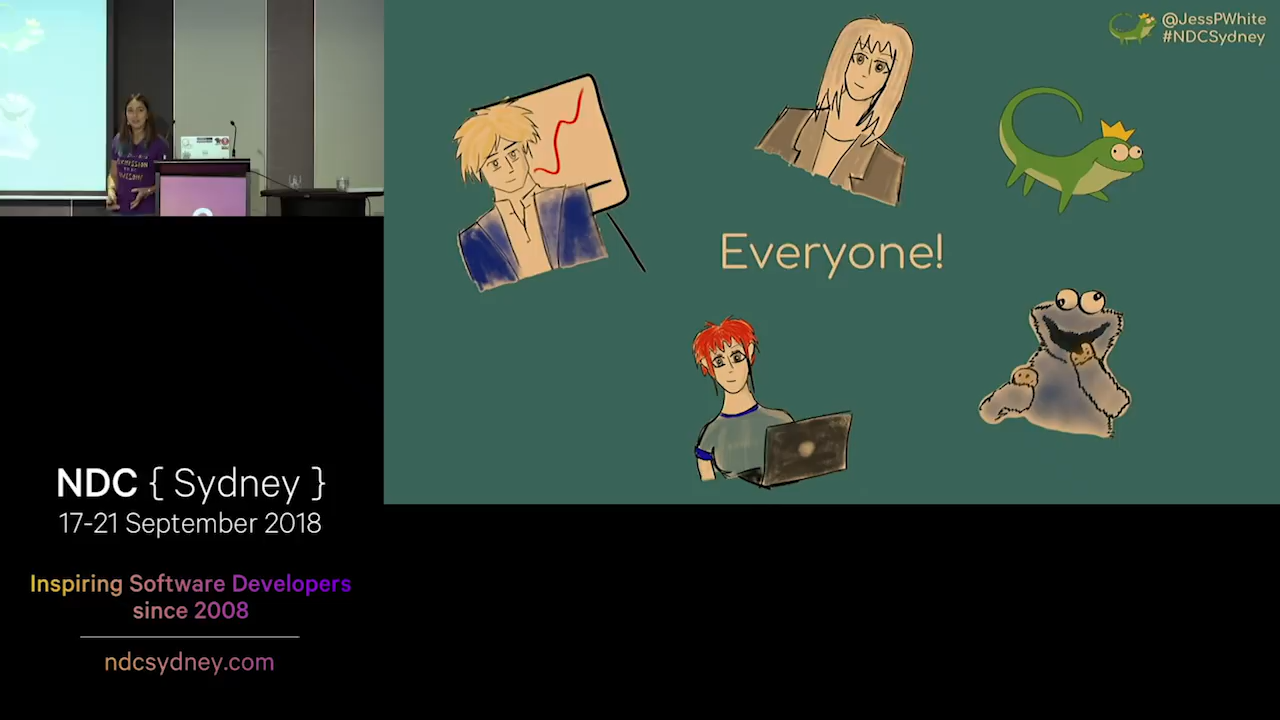 @JessPWhite
#NDCSydney
Everyone!
NDC { Sydney }
17-21 September 2018
Inspiring Software Developers
since 2008
ndcsydney.com